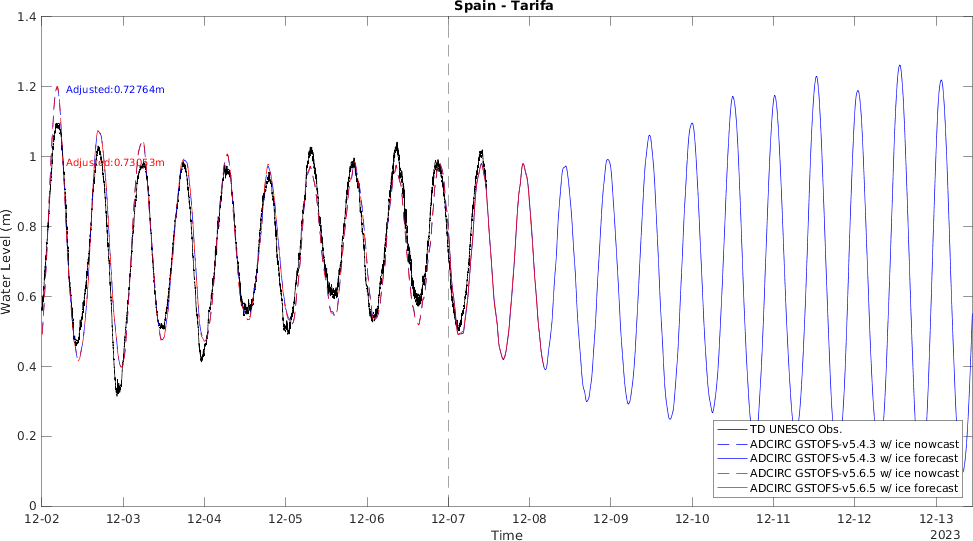 Spain - Tarifa
1.4
1.2
1
0.8
0.6
0.4
0.2
0
Water Level (m)
Adjusted:0.72764m
Adjusted:0.73053m
TD UNESCO Obs.
ADCIRC GSTOFS-v5.4.3 w/ ice nowcast
ADCIRC GSTOFS-v5.4.3 w/ ice forecast
ADCIRC GSTOFS-v5.6.5 w/ ice nowcast
ADCIRC GSTOFS-v5.6.5 w/ ice forecast
12-02 12-03 12-04 12-05 12-06 12-07 12-08 12-09 12-10 12-11 12-12 12-13
Time
2023